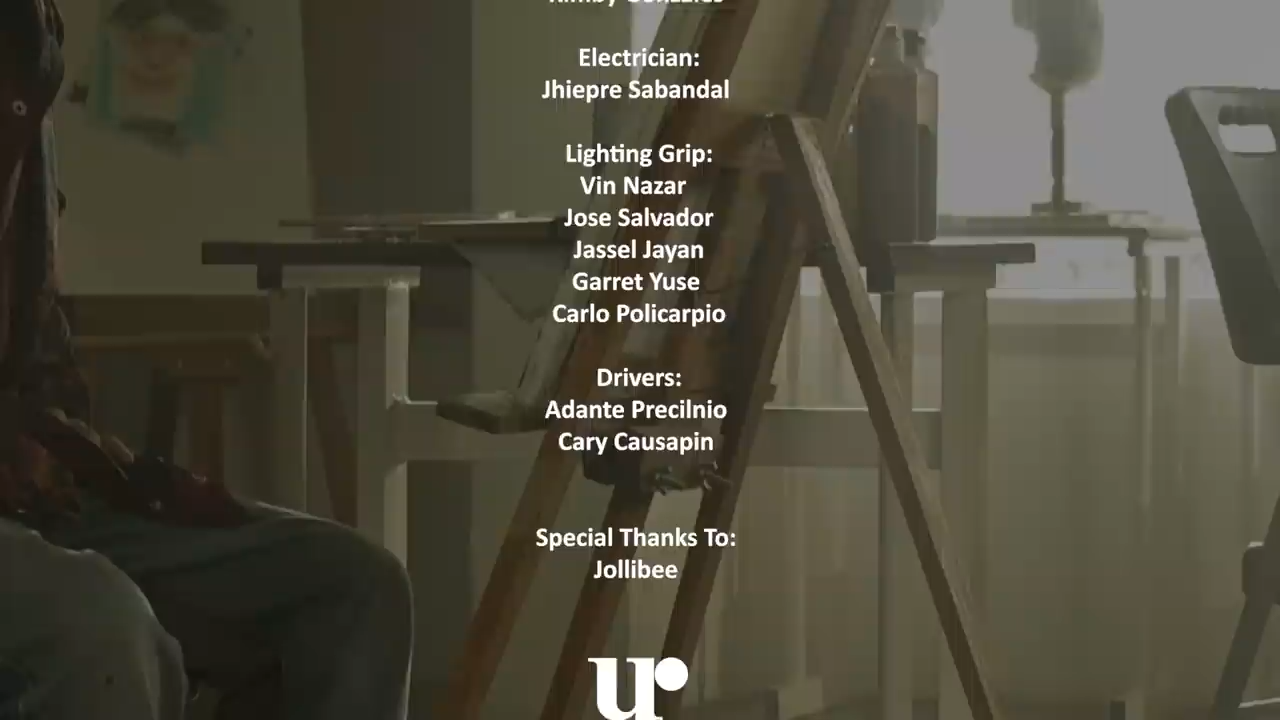 Electrician:
Jhiepre Sabandal
Lighting Grip:
Vin Nazar
Jose Salvador
Jassel Jayan
Garret Yuse
Carlo Policarpio
Drivers:
Adante Precilnio
Cary Causapin
Special Thanks To:
Jollibee
ur